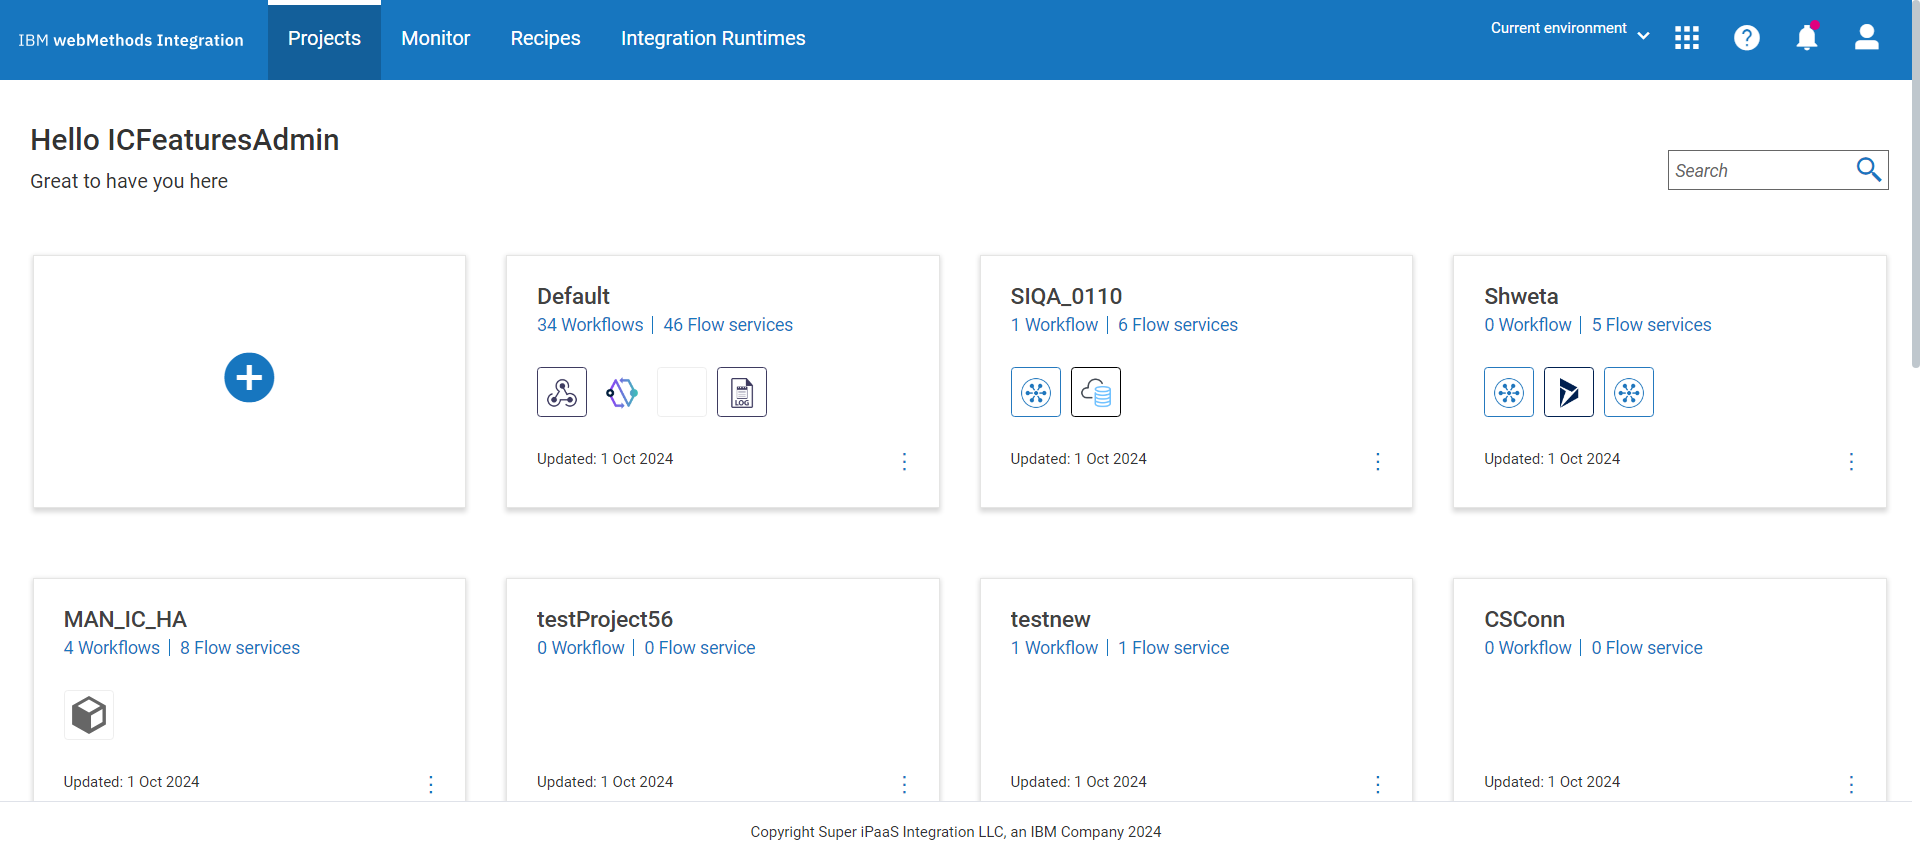 IBM webMethods Integration
Projects
Monitor
Recipes
Integration Runtimes
Current environment
Hello ICFeaturesAdmin
Great to have you here
Search
Default
34 Workflows | 46 Flow services
LOG
Updated: 1 Oct 2024
SIQA_0110
1 Workflow | 6 Flow services
Updated: 1 Oct 2024
Shweta
0 Workflow | 5 Flow services
Updated: 1 Oct 2024
MAN_IC_HA
4 Workflows | 8 Flow services
Updated: 1 Oct 2024
testProject56
0 Workflow | 0 Flow service
Updated: 1 Oct 2024
testnew
1 Workflow | 1 Flow service
Updated: 1 Oct 2024
CSConn
0 Workflow | 0 Flow service
Updated: 1 Oct 2024
Copyright Super iPaaS Integration LLC, an IBM Company 2024